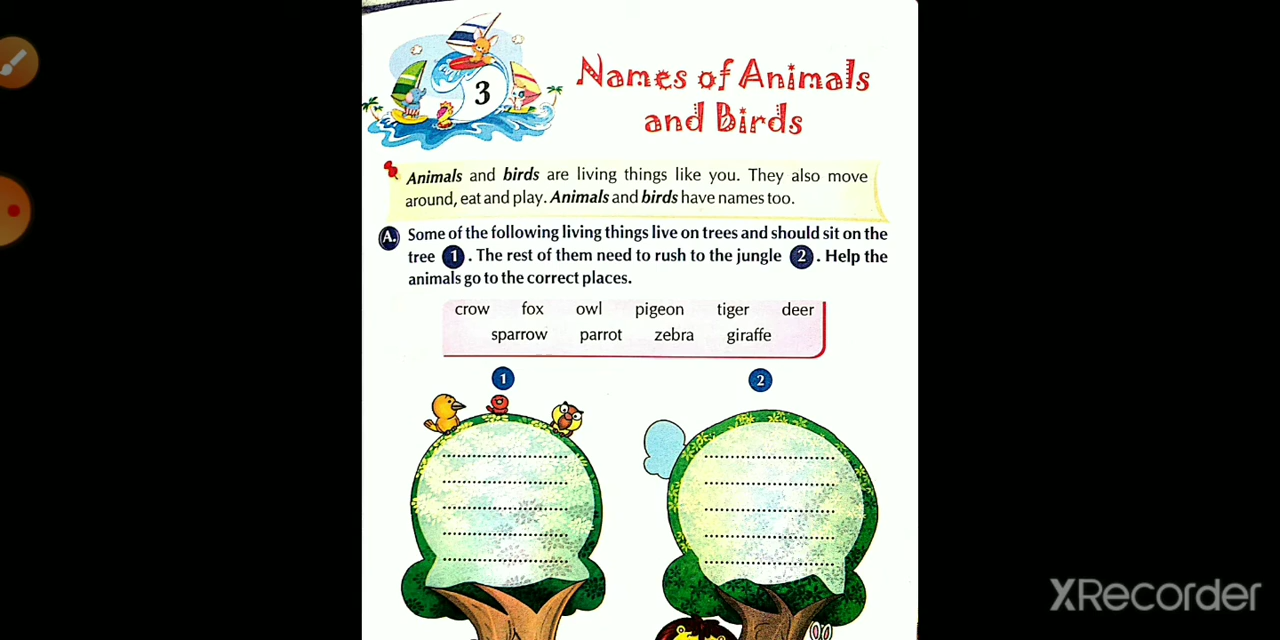 3
Names of Animals
and Birds
Animals and birds are living things like you. They also move
around, eat and play. Animals and birds have names too.
A. Some of the following living things live on trees and should sit on the
tree 1. The rest of them need to rush to the jungle 2. Help the
animals go to the correct places.
crow fox owl pigeon tiger deer
sparrow parrot zebra giraffe
1 2
XRecorder